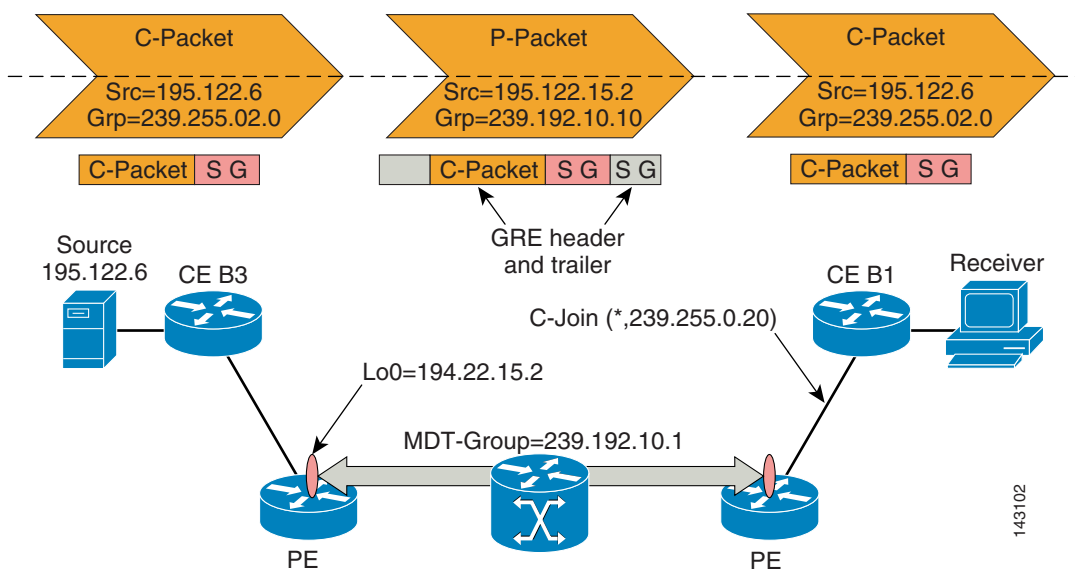 C-Packet
Src=195.122.6
Grp=239.255.02.0
P-Packet
Src=195.122.15.2
Grp=239.192.10.10
C-Packet
Src=195.122.6
Grp=239.255.02.0
C-Packet S G
C-Packet S G S G
C-Packet S G
GRE header
and trailer
Source
195.122.6
CE B3
CE B1
Receiver
C-Join (*,239.255.0.20)
Lo0=194.22.15.2
MDT-Group=239.192.10.1
PE
PE
143102